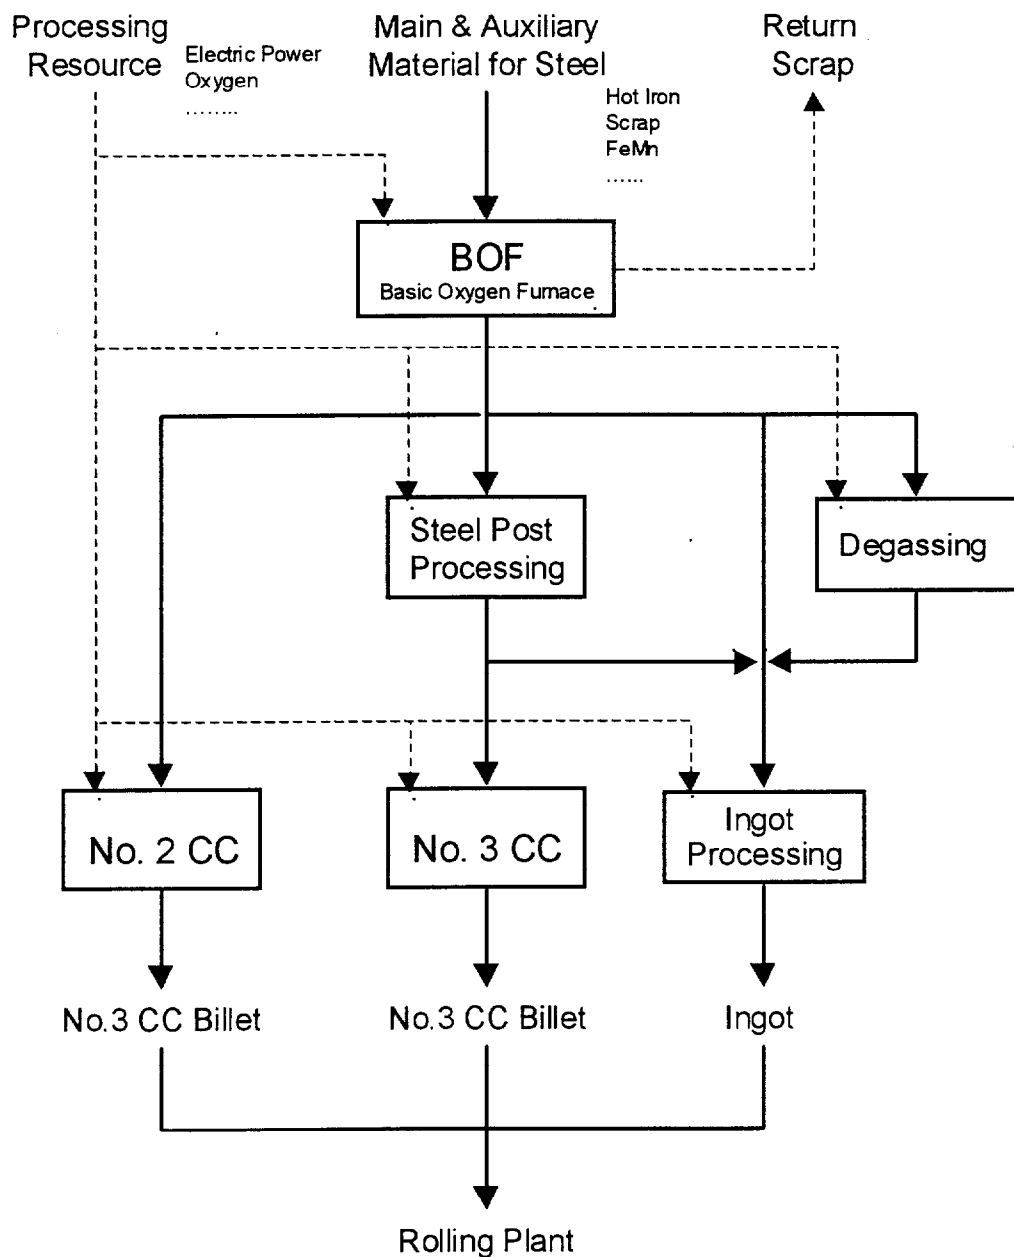 Processing
Resource
Electric Power
Oxygen
........
Main & Auxiliary
Material for Steel
Hot Iron
Scrap
FeMn
......
Return
Scrap
BOF
Basic Oxygen Furnace
Steel Post
Processing
Degassing
No. 2 CC
No. 3 CC
Ingot
Processing
No.3 CC Billet
No.3 CC Billet
Ingot
Rolling Plant